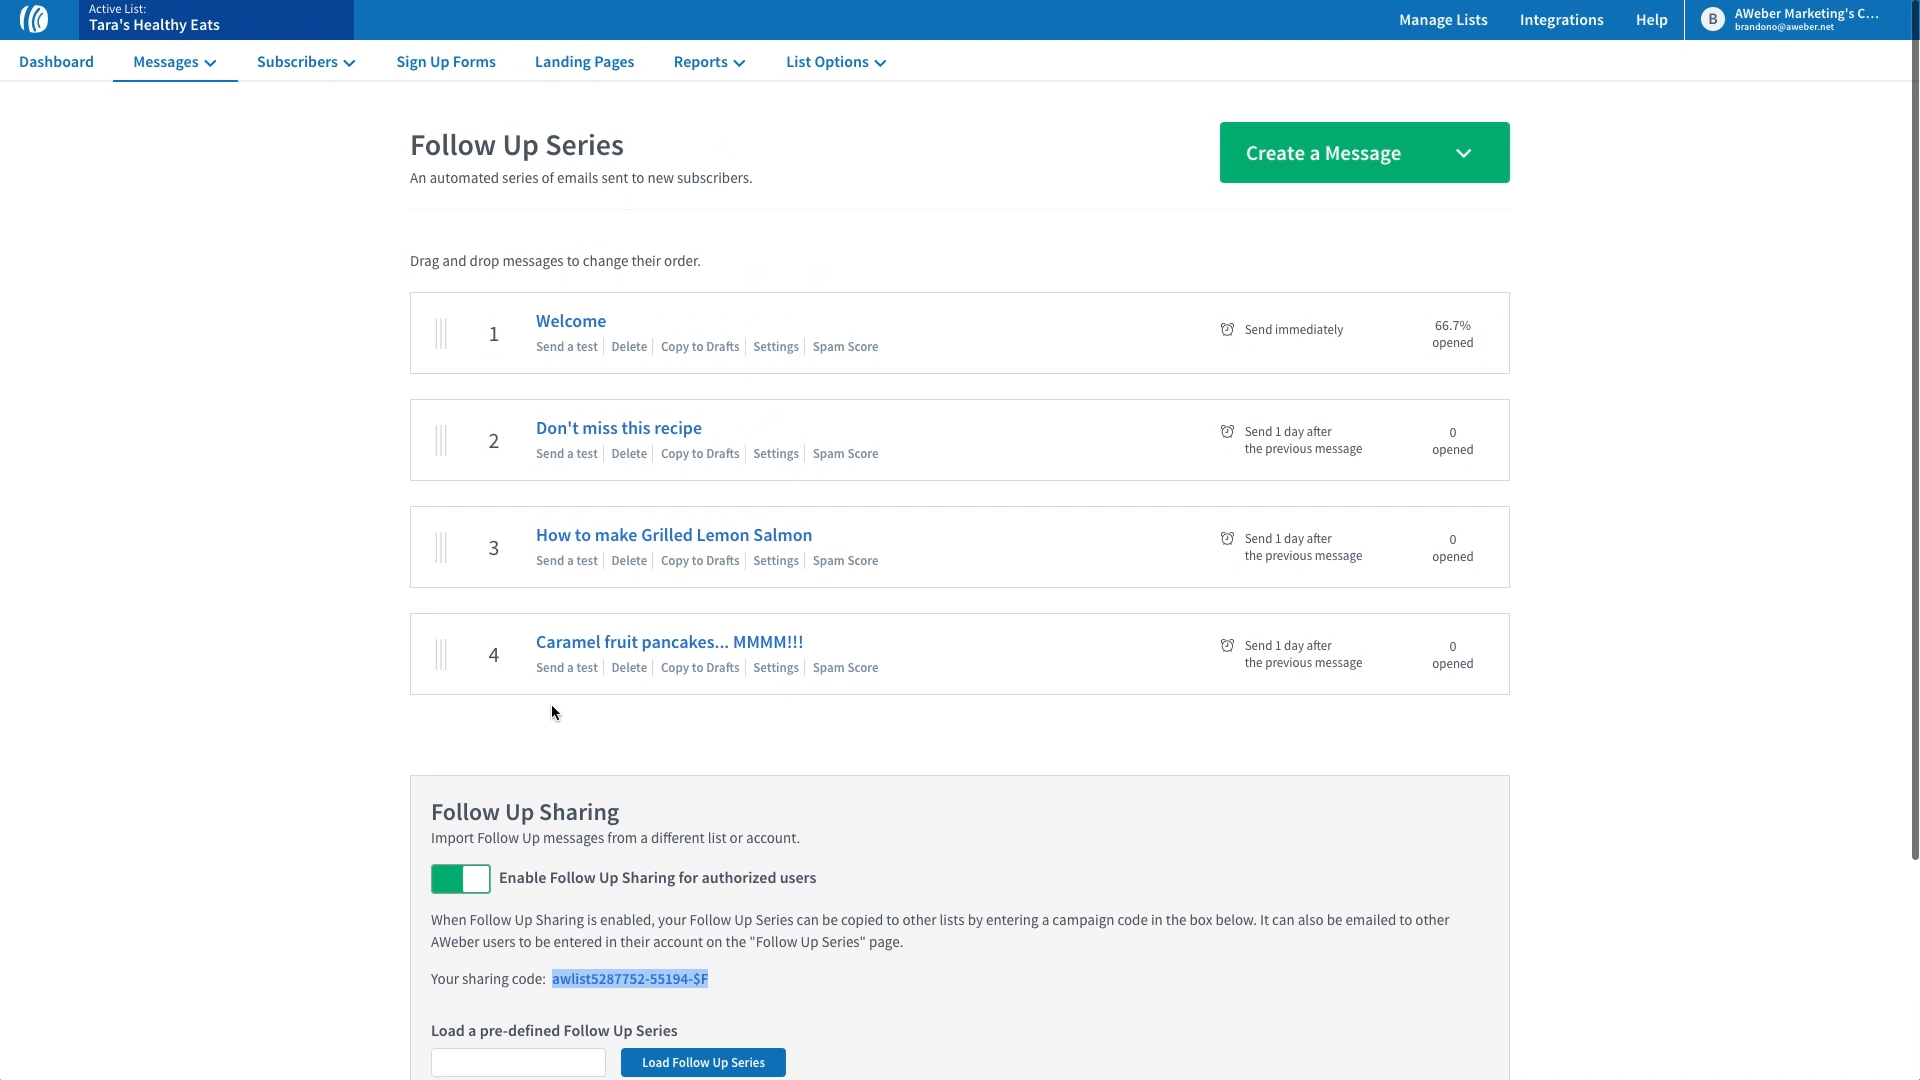 Active List:
Tara's Healthy Eats
Manage Lists
Integrations
Help
B
AWeber Marketing's C...
brandono@aweber.net
Dashboard
Messages
Subscribers
Sign Up Forms
Landing Pages
Reports
List Options
Follow Up Series
An automated series of emails sent to new subscribers.
Create a Message
Drag and drop messages to change their order.
1
Welcome
Send a test
Delete
Copy to Drafts
Settings
Spam Score
Send immediately
66.7%
opened
2
Don't miss this recipe
Send a test
Delete
Copy to Drafts
Settings
Spam Score
Send 1 day after
the previous message
0
opened
3
How to make Grilled Lemon Salmon
Send a test
Delete
Copy to Drafts
Settings
Spam Score
Send 1 day after
the previous message
0
opened
4
Caramel fruit pancakes... MMMM!!!
Send a test
Delete
Copy to Drafts
Settings
Spam Score
Send 1 day after
the previous message
0
opened
Follow Up Sharing
Import Follow Up messages from a different list or account.
Enable Follow Up Sharing for authorized users
When Follow Up Sharing is enabled, your Follow Up Series can be copied to other lists by entering a campaign code in the box below. It can also be emailed to other
AWeber users to be entered in their account on the "Follow Up Series" page.
Your sharing code: awlist5287752-55194-$F
Load a pre-defined Follow Up Series
Load Follow Up Series